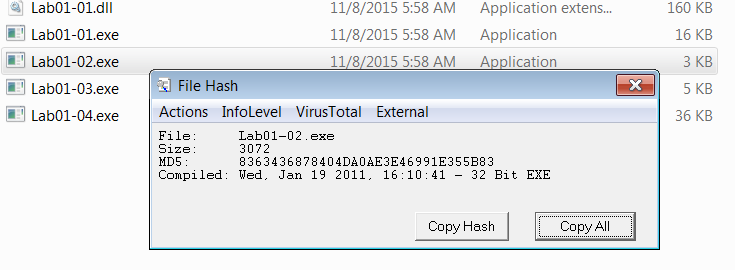 Lab01-01.dll 11/8/2015 5:58 AM Application extens... 160 KB
Lab01-01.exe 11/8/2015 5:58 AM Application 16 KB
Lab01-02.exe 11/8/2015 5:58 AM Application 3 KB
Lab01-03.exe 5 KB
Lab01-04.exe 36 KB
File Hash
Actions InfoLevel VirusTotal External
File: Lab01-02.exe
Size: 3072
MD5: 8363436878404DA0AE3E46991E355B83
Compiled: Wed, Jan 19 2011, 16:10:41 – 32 Bit EXE
Copy Hash Copy All